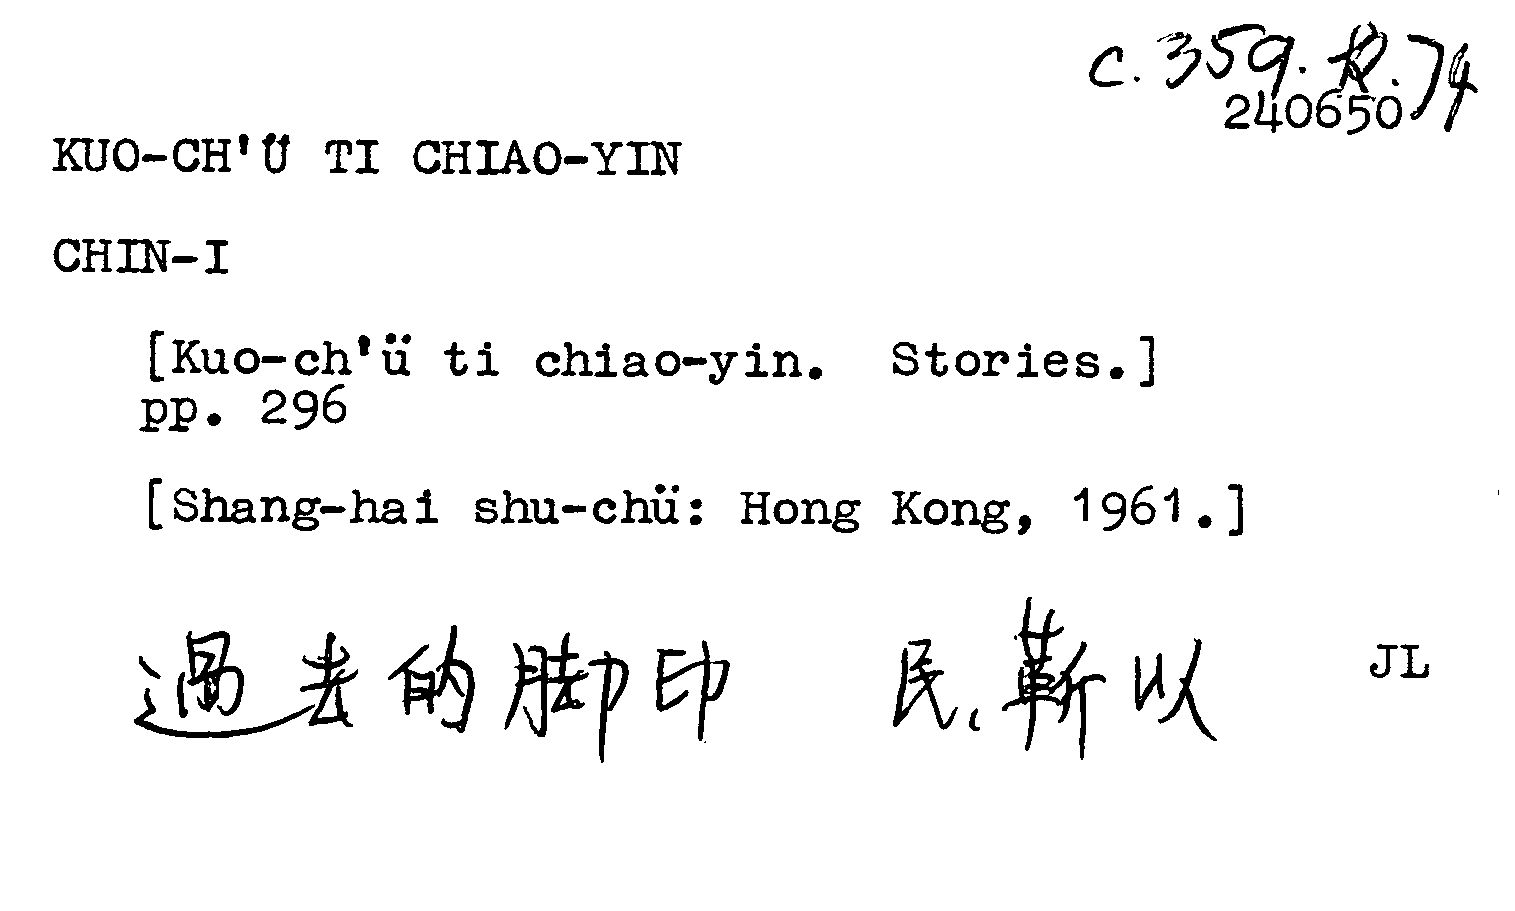 c. 359.
240650
KUO-CH'Ü TI CHIAO-YIN
CHIN-I
[Kuo-ch'ü ti chiao-yin. Stories.]
pp. 296
[Shang-hai shu-chü: Hong Kong, 1961.]
過去的脚印 民. 靳以 JL